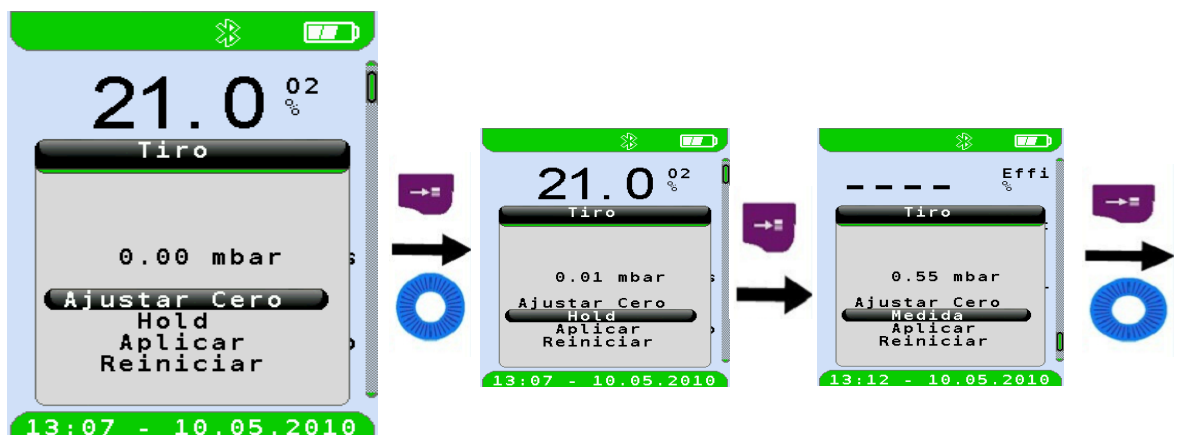 21.0 O2
%
Tiro
0.00 mbar
Ajustar Cero
Hold
Aplicar
Reiniciar
13:07 - 10.05.2010
21.0 O2
%
Tiro
0.01 mbar
Ajustar Cero
Hold
Aplicar
Reiniciar
13:07 - 10.05.2010
---- Effi
%
Tiro
0.55 mbar
Ajustar Cero
Medida
Aplicar
Reiniciar
13:12 - 10.05.2010